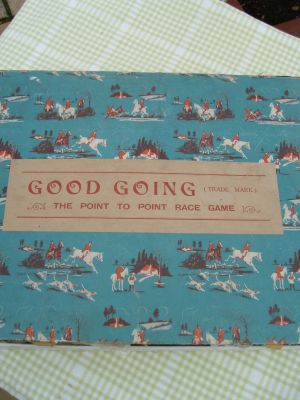 GOOD GOING (TRADE MARK)
THE POINT TO POINT RACE GAME